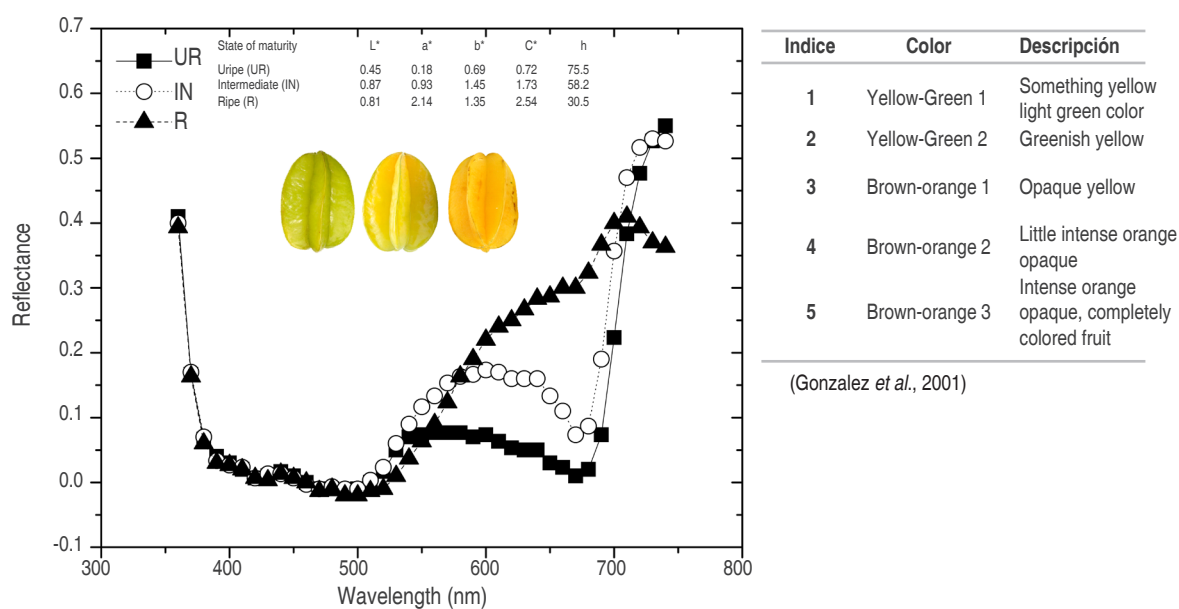 0.7
0.6
0.5
0.4
0.3
0.2
0.1
0.0
-0.1
Reflectance
300 400 500 600 700 800
Wavelength (nm)
UR
IN
R
State of maturity L* a* b* C* h
Uripe (UR) 0.45 0.18 0.69 0.72 75.5
Intermediate (IN) 0.87 0.93 1.45 1.73 58.2
Ripe (R) 0.81 2.14 1.35 2.54 30.5
Indice Color Descripción
1 Yellow-Green 1 Something yellow
light green color
2 Yellow-Green 2 Greenish yellow
3 Brown-orange 1 Opaque yellow
4 Brown-orange 2 Little intense orange
opaque
5 Brown-orange 3 Intense orange
opaque, completely
colored fruit
(Gonzalez et al., 2001)